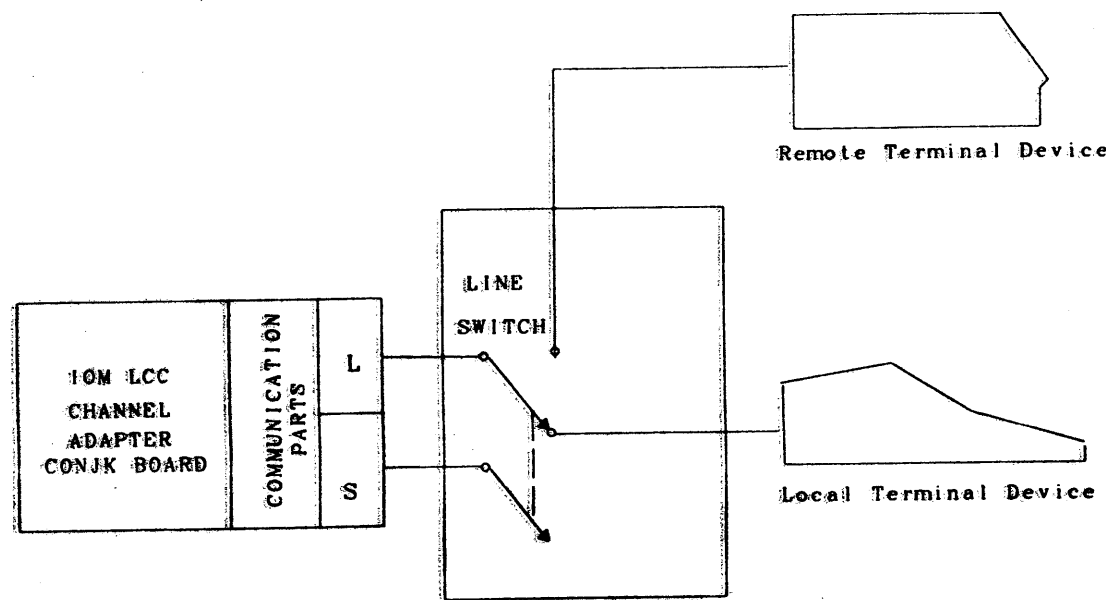 Remote Terminal Device
LINE
SWITCH
IOM LCC
CHANNEL
ADAPTER
CONJK BOARD
COMMUNICATION
PARTS
L
S
Local Terminal Device